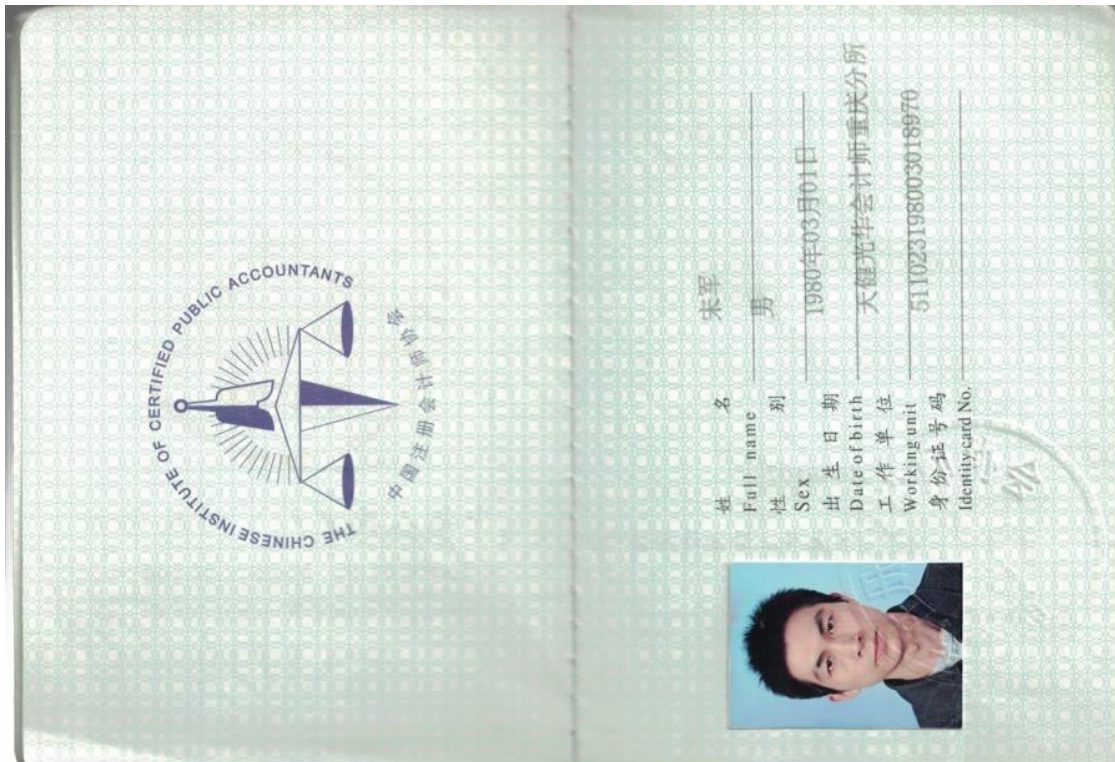 THE CHINESE INSTITUTE OF CERTIFIED PUBLIC ACCOUNTANTS
中国注册会计师协会
姓 名 宋军
Full name
性 别 男
Sex
出 生 日 期 1980年03月01日
Date of birth
工 作 单 位 天健光华会计师重庆分所
Working unit
身份证号码 511023198003018970
Identity card No.